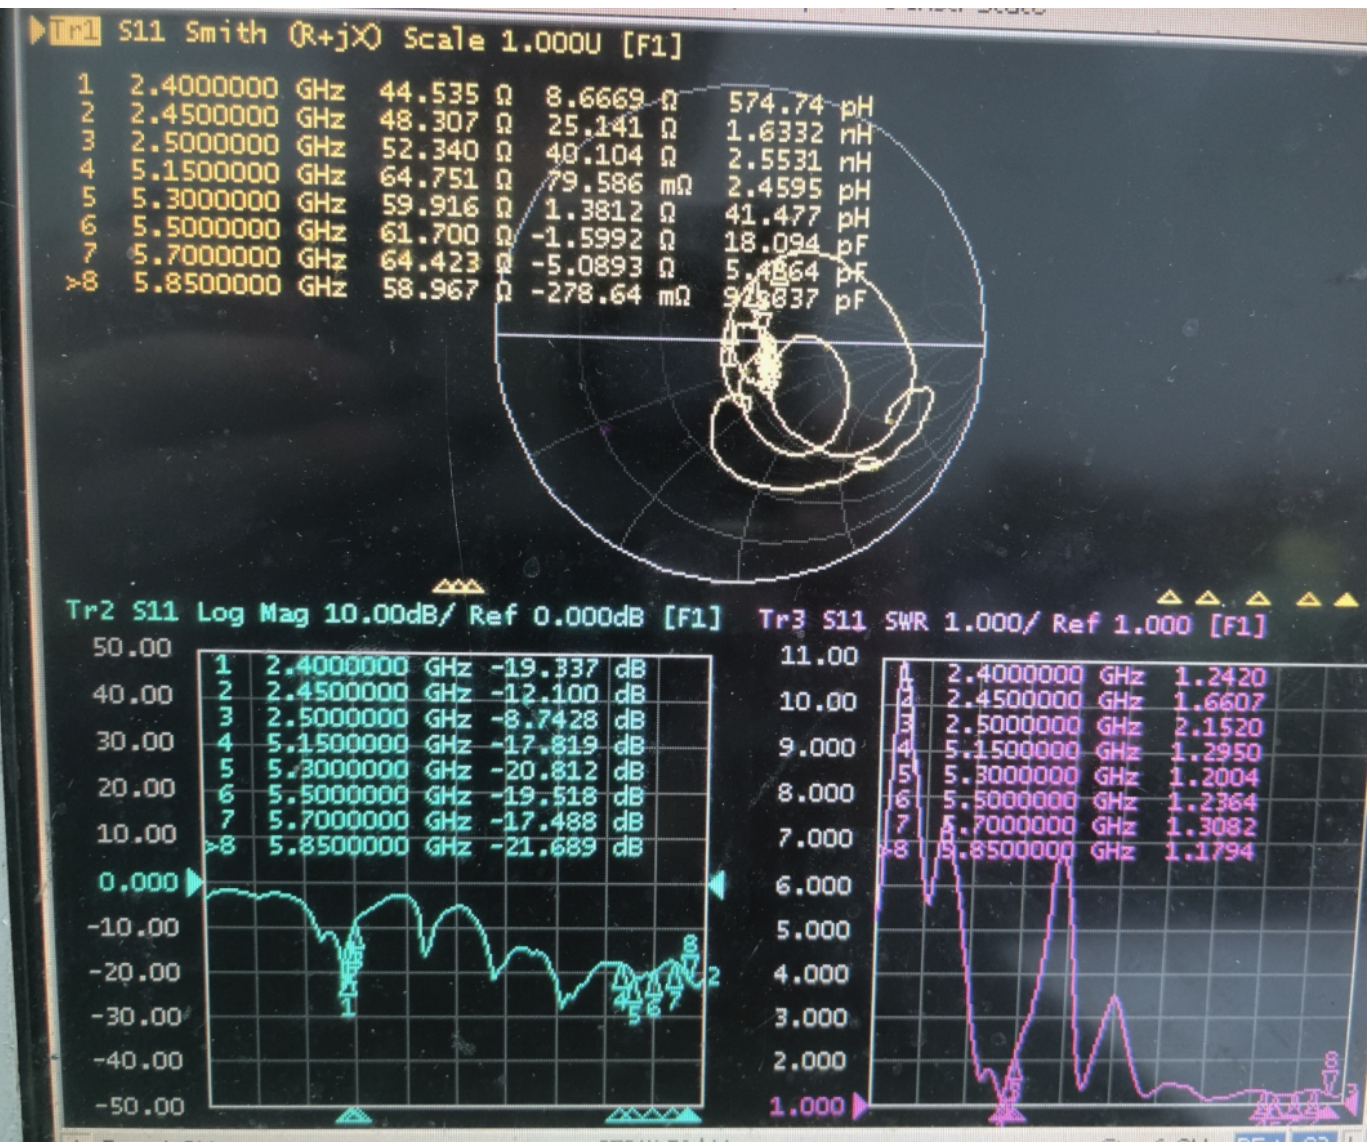 Tr1 S11 Smith (R+jX) Scale 1.000U [F1]
1 2.4000000 GHz 44.535 Ω 8.6669 Ω 574.74 pH
2 2.4500000 GHz 48.307 Ω 25.141 Ω 1.6332 nH
3 2.5000000 GHz 52.340 Ω 40.104 Ω 2.5531 nH
4 5.1500000 GHz 64.751 Ω 79.586 mΩ 2.4595 pH
5 5.3000000 GHz 59.916 Ω 1.3812 Ω 41.477 pH
6 5.5000000 GHz 61.700 Ω -1.5992 Ω 18.094 pF
7 5.7000000 GHz 64.423 Ω -5.0893 Ω pF
>8 5.8500000 GHz 58.967 Ω -278.64 mΩ pF
Tr2 S11 Log Mag 10.00dB/ Ref 0.000dB [F1]
50.00
40.00
30.00
20.00
10.00
0.000
-10.00
-20.00
-30.00
-40.00
-50.00
1 2.4000000 GHz -19.337 dB
2 2.4500000 GHz -12.100 dB
3 2.5000000 GHz -8.7428 dB
4 5.1500000 GHz -17.819 dB
5 5.3000000 GHz -20.812 dB
6 5.5000000 GHz -19.518 dB
7 5.7000000 GHz -17.488 dB
>8 5.8500000 GHz -21.689 dB
1
4
5
6
7
8
2
Tr3 S11 SWR 1.000/ Ref 1.000 [F1]
11.00
10.00
9.000
8.000
7.000
6.000
5.000
4.000
3.000
2.000
1.000
1 2.4000000 GHz 1.2420
2 2.4500000 GHz 1.6607
3 2.5000000 GHz 2.1520
4 5.1500000 GHz 1.2950
5 5.3000000 GHz 1.2004
6 5.5000000 GHz 1.2364
7 5.7000000 GHz 1.3082
>8 5.8500000 GHz 1.1794
8
3